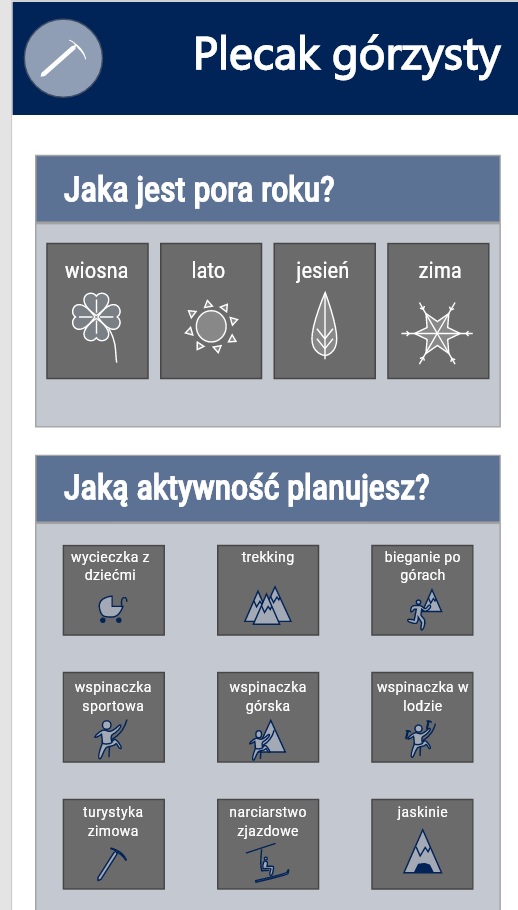 Plecak górzysty
Jaka jest pora roku?
wiosna
lato
jesień
zima
Jaką aktywność planujesz?
wycieczka z
dziećmi
trekking
bieganie po
górach
wspinaczka
sportowa
wspinaczka
górska
wspinaczka w
lodzie
turystyka
zimowa
narciarstwo
zjazdowe
jaskinie